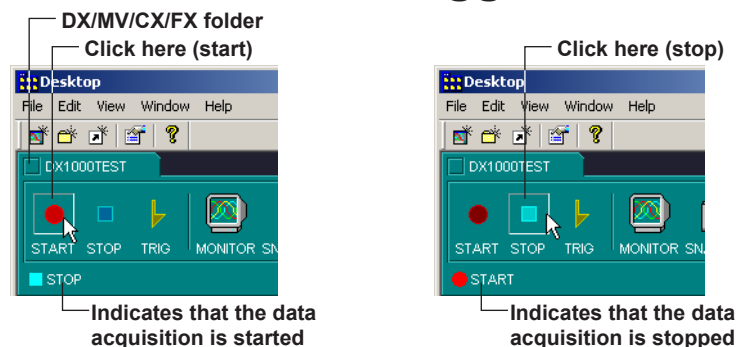 DX/MV/CX/FX folder
Click here (start)
Desktop
File Edit View Window Help
DX1000TEST
START STOP TRIG MONITOR SN
STOP
Indicates that the data
acquisition is started
Click here (stop)
Desktop
File Edit View Window Help
DX1000TEST
START STOP TRIG MONITOR SN
START
Indicates that the data
acquisition is stopped